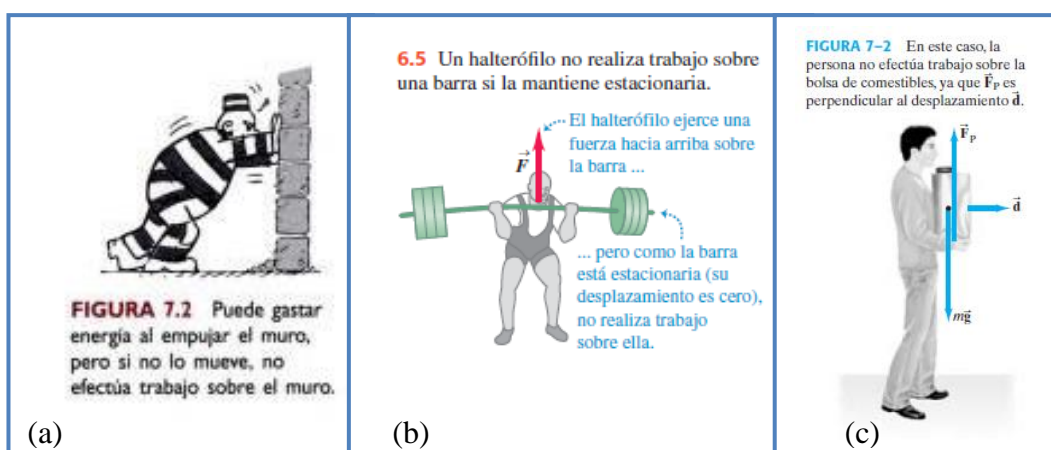 FIGURA 7.2 Puede gastar
energía al empujar el muro,
pero si no lo mueve, no
efectúa trabajo sobre el muro.
(a)
6.5 Un halterófilo no realiza trabajo sobre
una barra si la mantiene estacionaria.
El halterófilo ejerce una
fuerza hacia arriba sobre
la barra ...
F
... pero como la barra
está estacionaria (su
desplazamiento es cero),
no realiza trabajo
sobre ella.
(b)
FIGURA 7–2 En este caso, la
persona no efectúa trabajo sobre la
bolsa de comestibles, ya que F⃗P es
perpendicular al desplazamiento d⃗.
F⃗P
d⃗
mg⃗
(c)